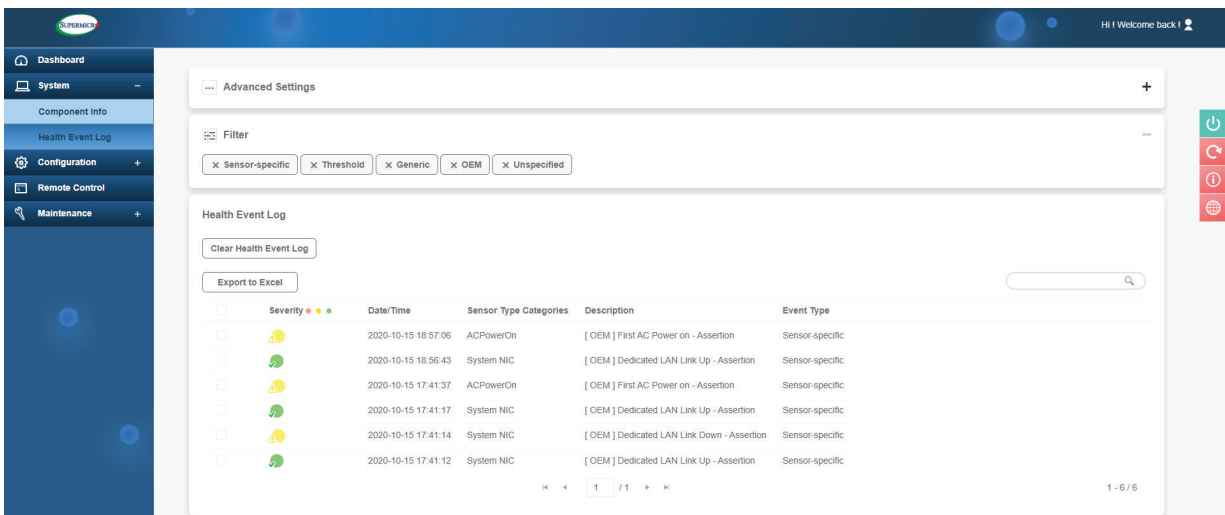 SUPERMICR
Hi ! Welcome back !
Dashboard
System −
Component Info
Health Event Log
Configuration +
Remote Control
Maintenance +
Advanced Settings +
Filter −
× Sensor-specific × Threshold × Generic × OEM × Unspecified
Health Event Log
Clear Health Event Log
Export to Excel
Severity Date/Time Sensor Type Categories Description Event Type
2020-10-15 18:57:06 ACPowerOn [ OEM ] First AC Power on - Assertion Sensor-specific
2020-10-15 18:56:43 System NIC [ OEM ] Dedicated LAN Link Up - Assertion Sensor-specific
2020-10-15 17:41:37 ACPowerOn [ OEM ] First AC Power on - Assertion Sensor-specific
2020-10-15 17:41:17 System NIC [ OEM ] Dedicated LAN Link Up - Assertion Sensor-specific
2020-10-15 17:41:14 System NIC [ OEM ] Dedicated LAN Link Down - Assertion Sensor-specific
2020-10-15 17:41:12 System NIC [ OEM ] Dedicated LAN Link Up - Assertion Sensor-specific
1 / 1 1 - 6 / 6